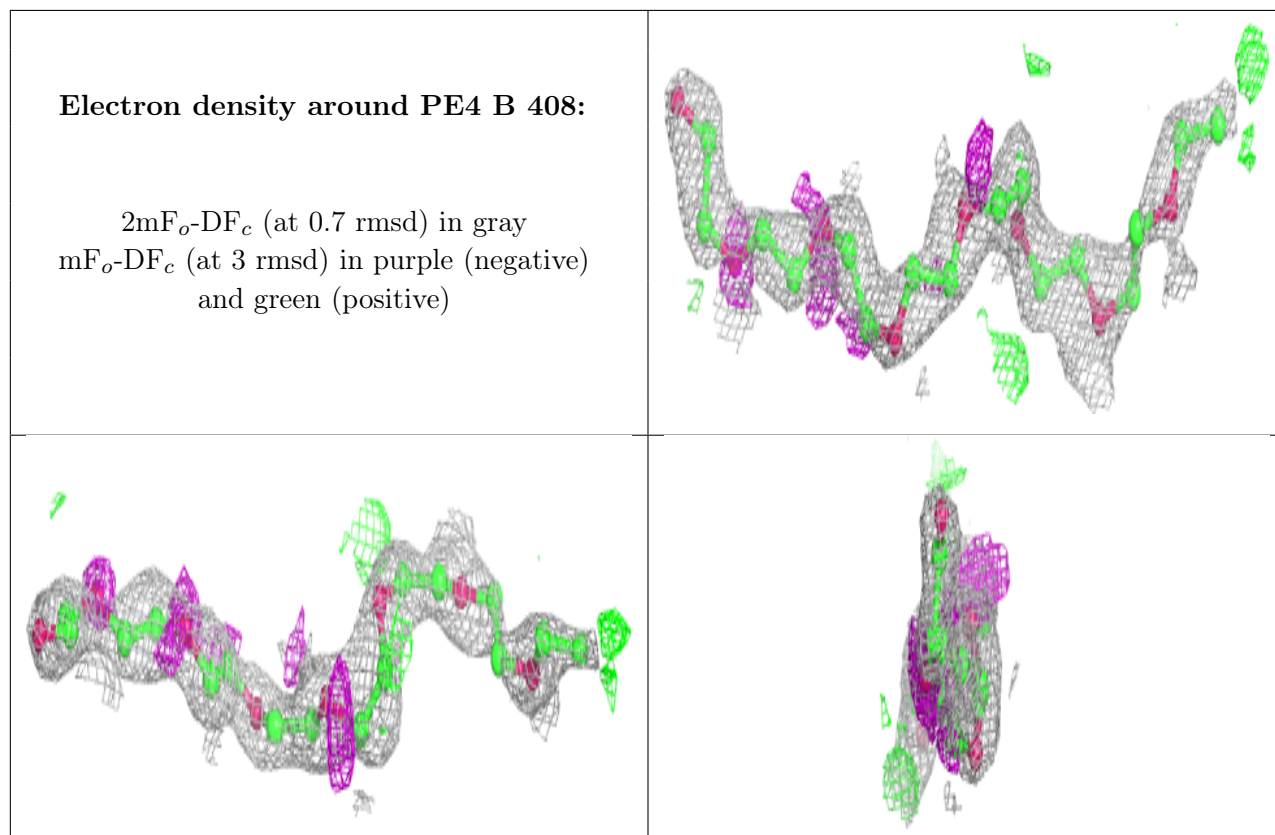 Electron density around PE4 B 408:
2mFo-DFc (at 0.7 rmsd) in gray
mFo-DFc (at 3 rmsd) in purple (negative)
and green (positive)